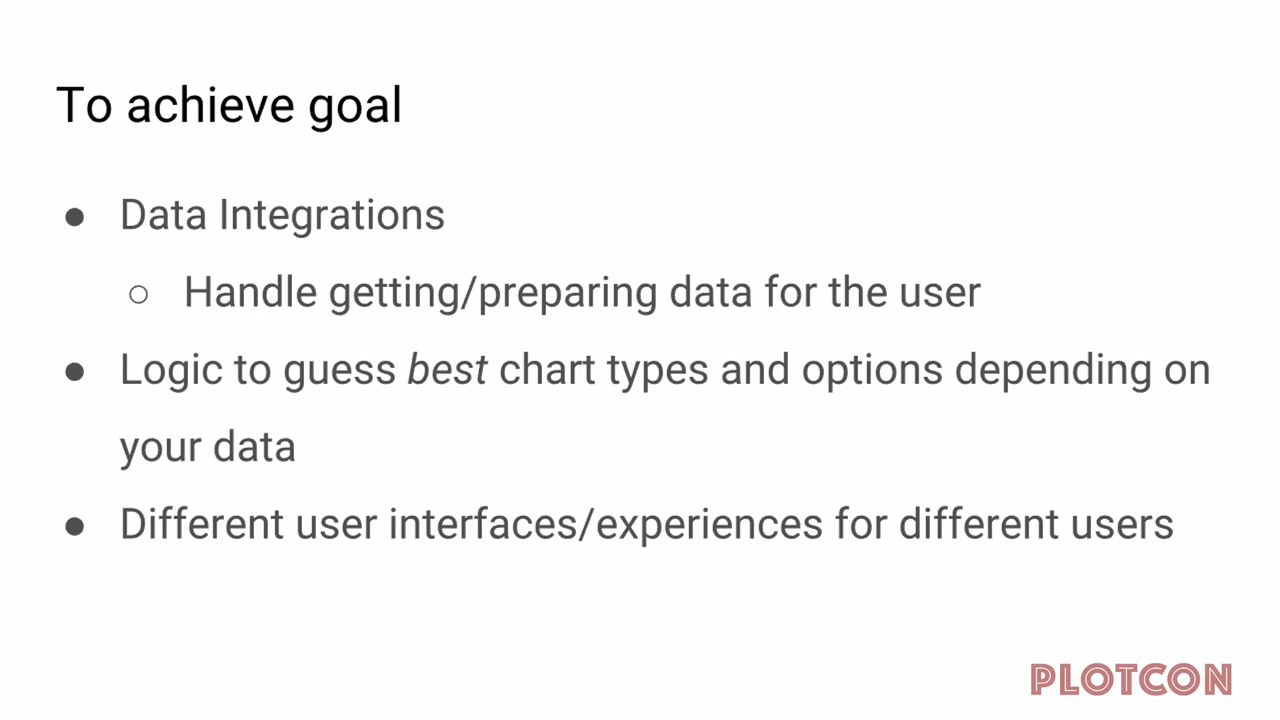 To achieve goal
● Data Integrations
○ Handle getting/preparing data for the user
● Logic to guess best chart types and options depending on
your data
● Different user interfaces/experiences for different users
PLOTCON